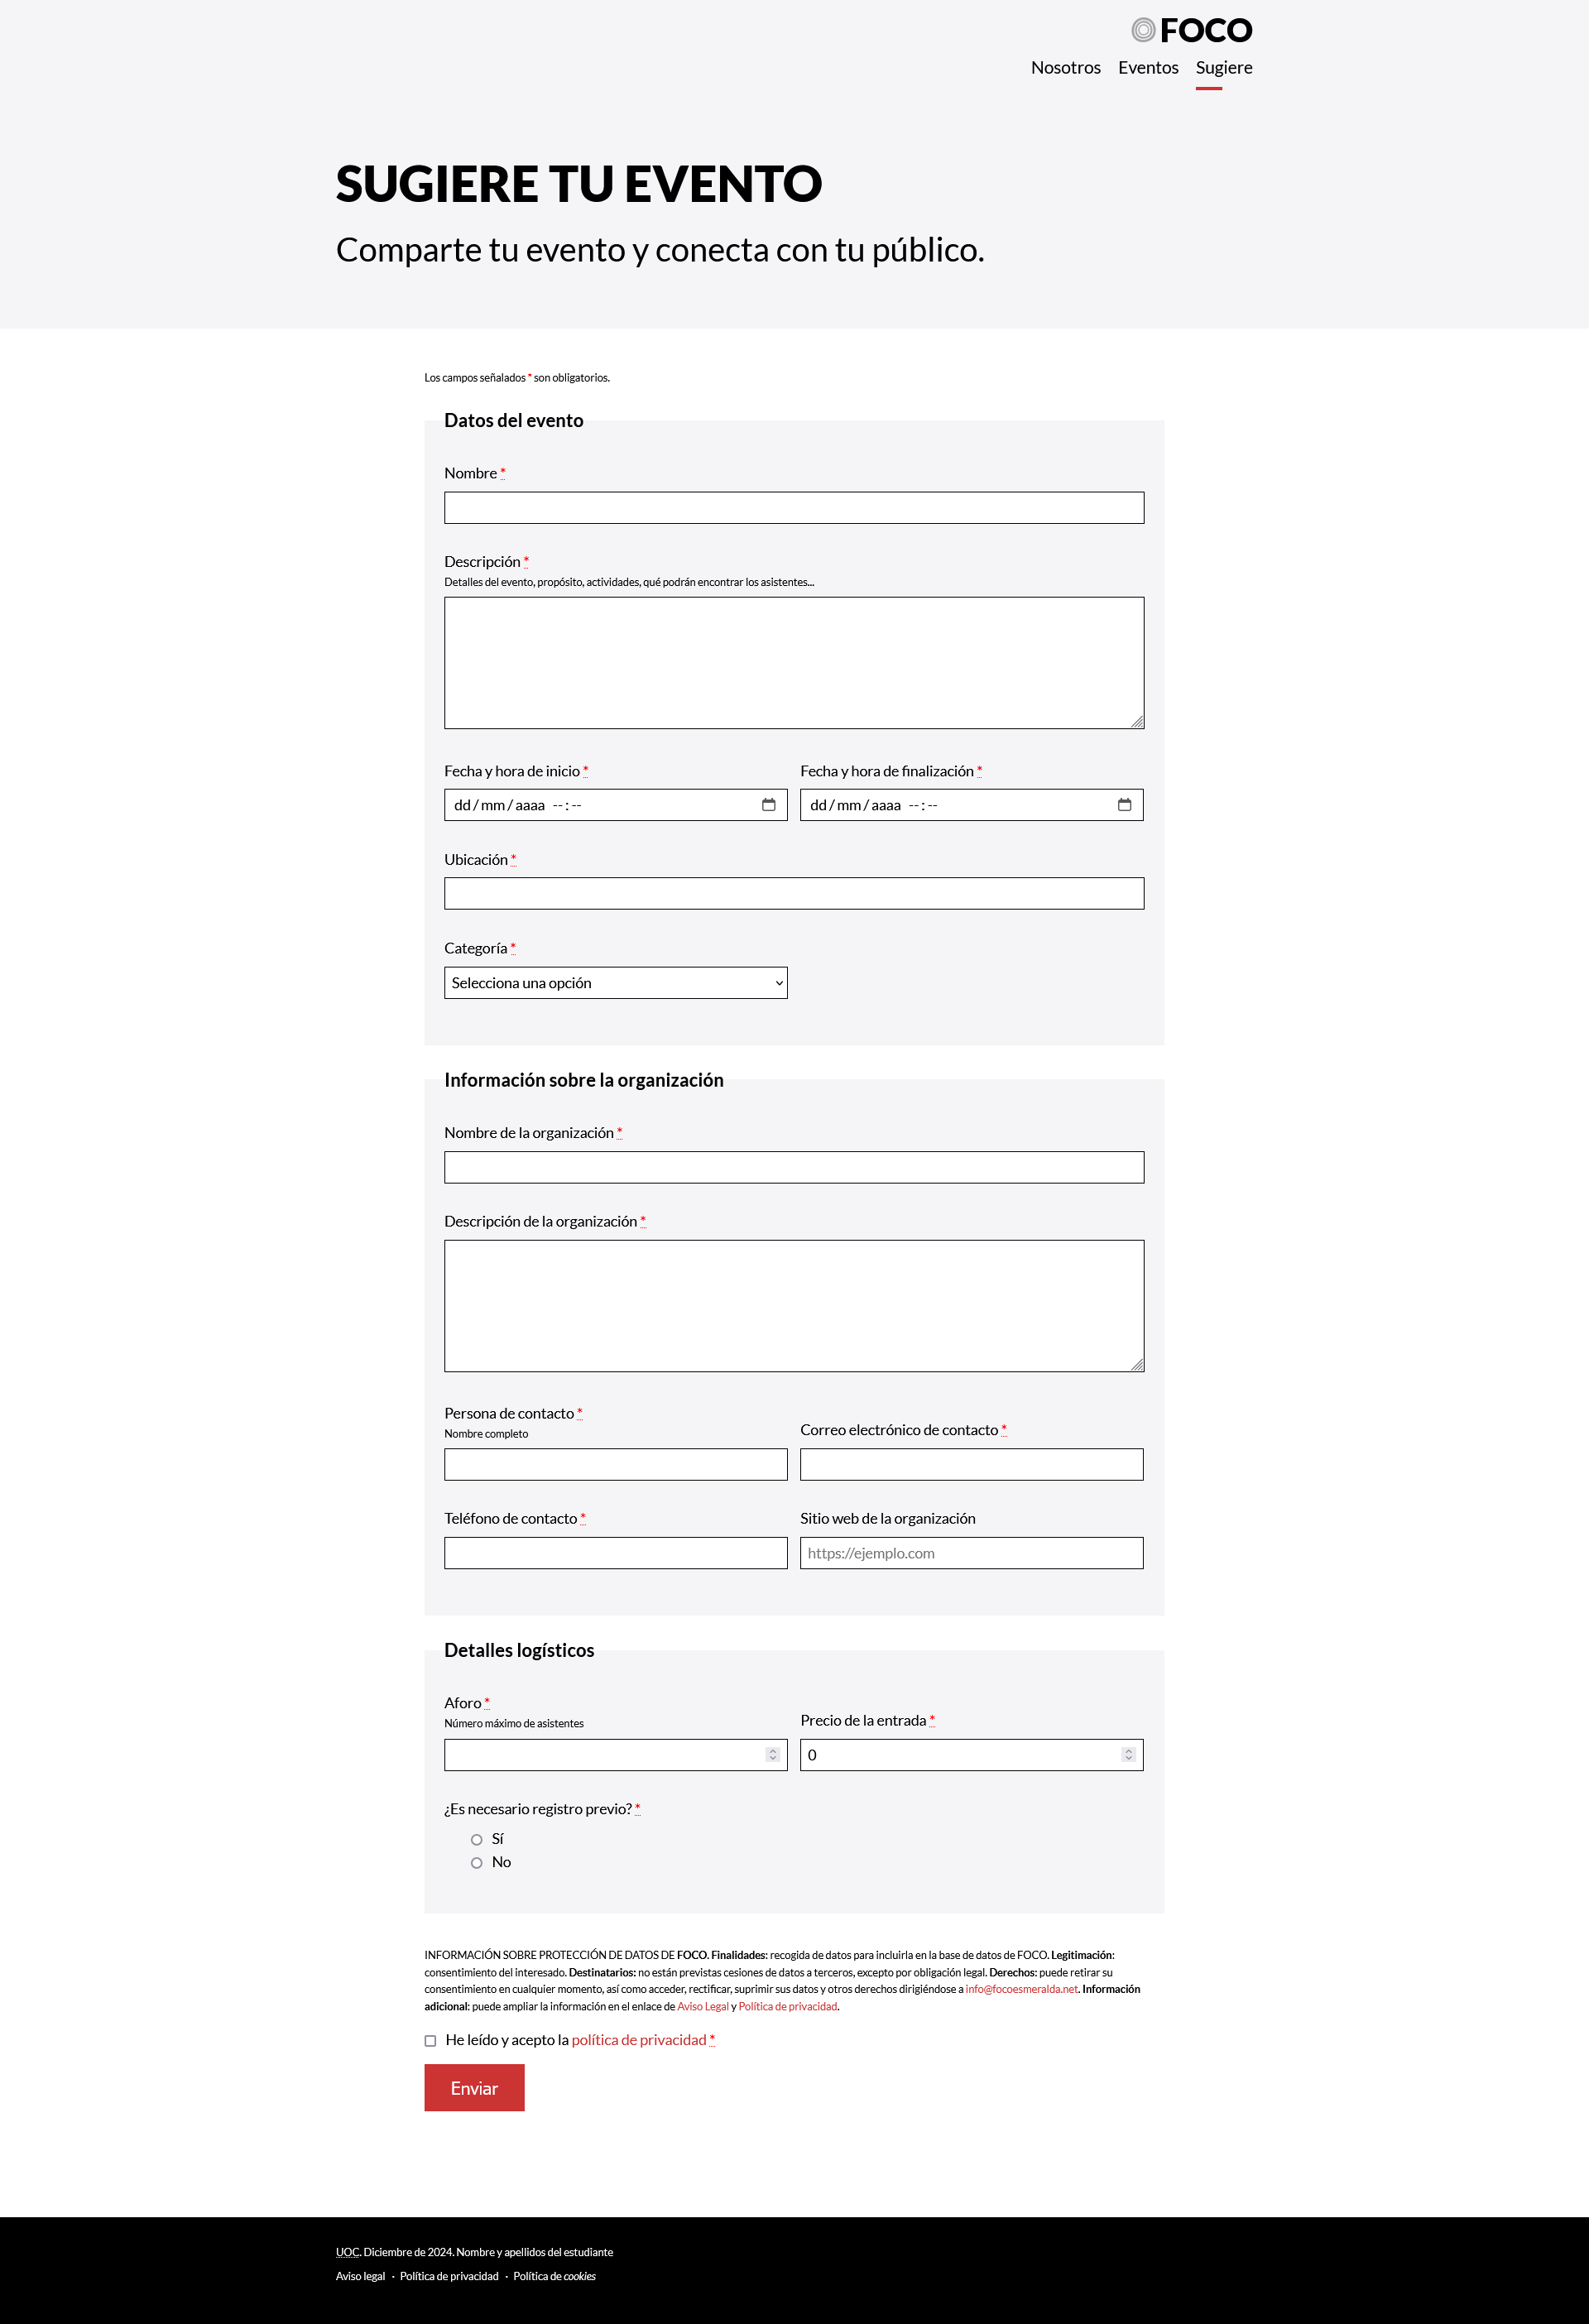 FOCO
Nosotros Eventos Sugiere
SUGIERE TU EVENTO
Comparte tu evento y conecta con tu público.
Los campos señalados * son obligatorios.
Datos del evento
Nombre *
Descripción *
Detalles del evento, propósito, actividades, qué podrán encontrar los asistentes...
Fecha y hora de inicio * Fecha y hora de finalización *
dd / mm / aaaa -- : -- dd / mm / aaaa -- : --
Ubicación *
Categoría *
Selecciona una opción
Información sobre la organización
Nombre de la organización *
Descripción de la organización *
Persona de contacto *
Nombre completo
Correo electrónico de contacto *
Teléfono de contacto * Sitio web de la organización
https://ejemplo.com
Detalles logísticos
Aforo *
Número máximo de asistentes
Precio de la entrada *
0
¿Es necesario registro previo? *
Sí
No
INFORMACIÓN SOBRE PROTECCIÓN DE DATOS DE FOCO. Finalidades: recogida de datos para incluirla en la base de datos de FOCO. Legitimación:
consentimiento del interesado. Destinatarios: no están previstas cesiones de datos a terceros, excepto por obligación legal. Derechos: puede retirar su
consentimiento en cualquier momento, así como acceder, rectificar, suprimir sus datos y otros derechos dirigiéndose a info@focoesmeralda.net. Información
adicional: puede ampliar la información en el enlace de Aviso Legal y Política de privacidad.
He leído y acepto la política de privacidad *
Enviar
UOC. Diciembre de 2024. Nombre y apellidos del estudiante
Aviso legal · Política de privacidad · Política de cookies